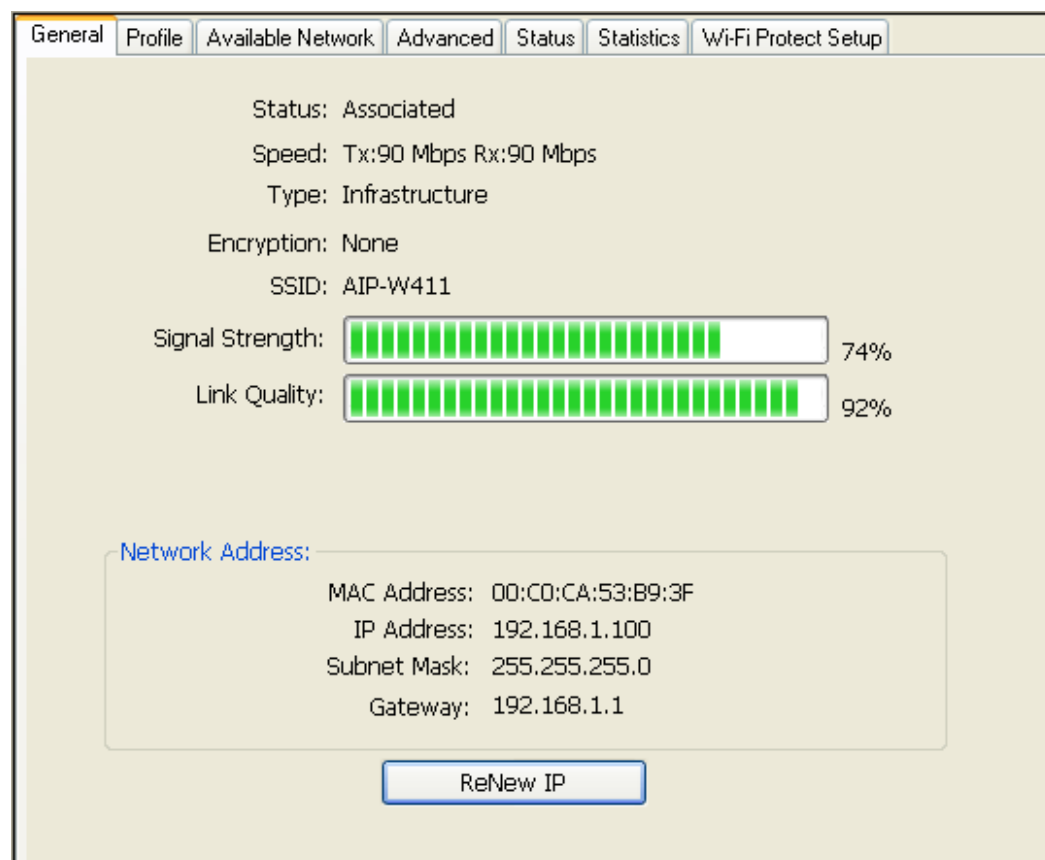 General Profile Available Network Advanced Status Statistics Wi-Fi Protect Setup
Status: Associated
Speed: Tx:90 Mbps Rx:90 Mbps
Type: Infrastructure
Encryption: None
SSID: AIP-W411
Signal Strength: 74%
Link Quality: 92%
Network Address:
MAC Address: 00:C0:CA:53:B9:3F
IP Address: 192.168.1.100
Subnet Mask: 255.255.255.0
Gateway: 192.168.1.1
ReNew IP